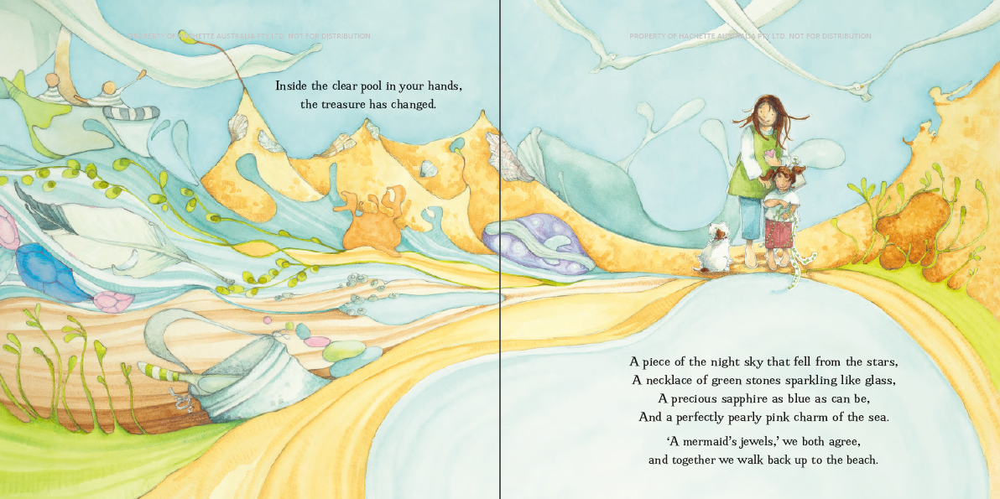 PROPERTY OF HACHETTE AUSTRALIA PTY LTD. NOT FOR DISTRIBUTION
Inside the clear pool in your hands,
the treasure has changed.
PROPERTY OF HACHETTE AUSTRALIA PTY LTD. NOT FOR DISTRIBUTION
A piece of the night sky that fell from the stars,
A necklace of green stones sparkling like glass,
A precious sapphire as blue as can be,
And a perfectly pearly pink charm of the sea.
‘A mermaid’s jewels,’ we both agree,
and together we walk back up to the beach.